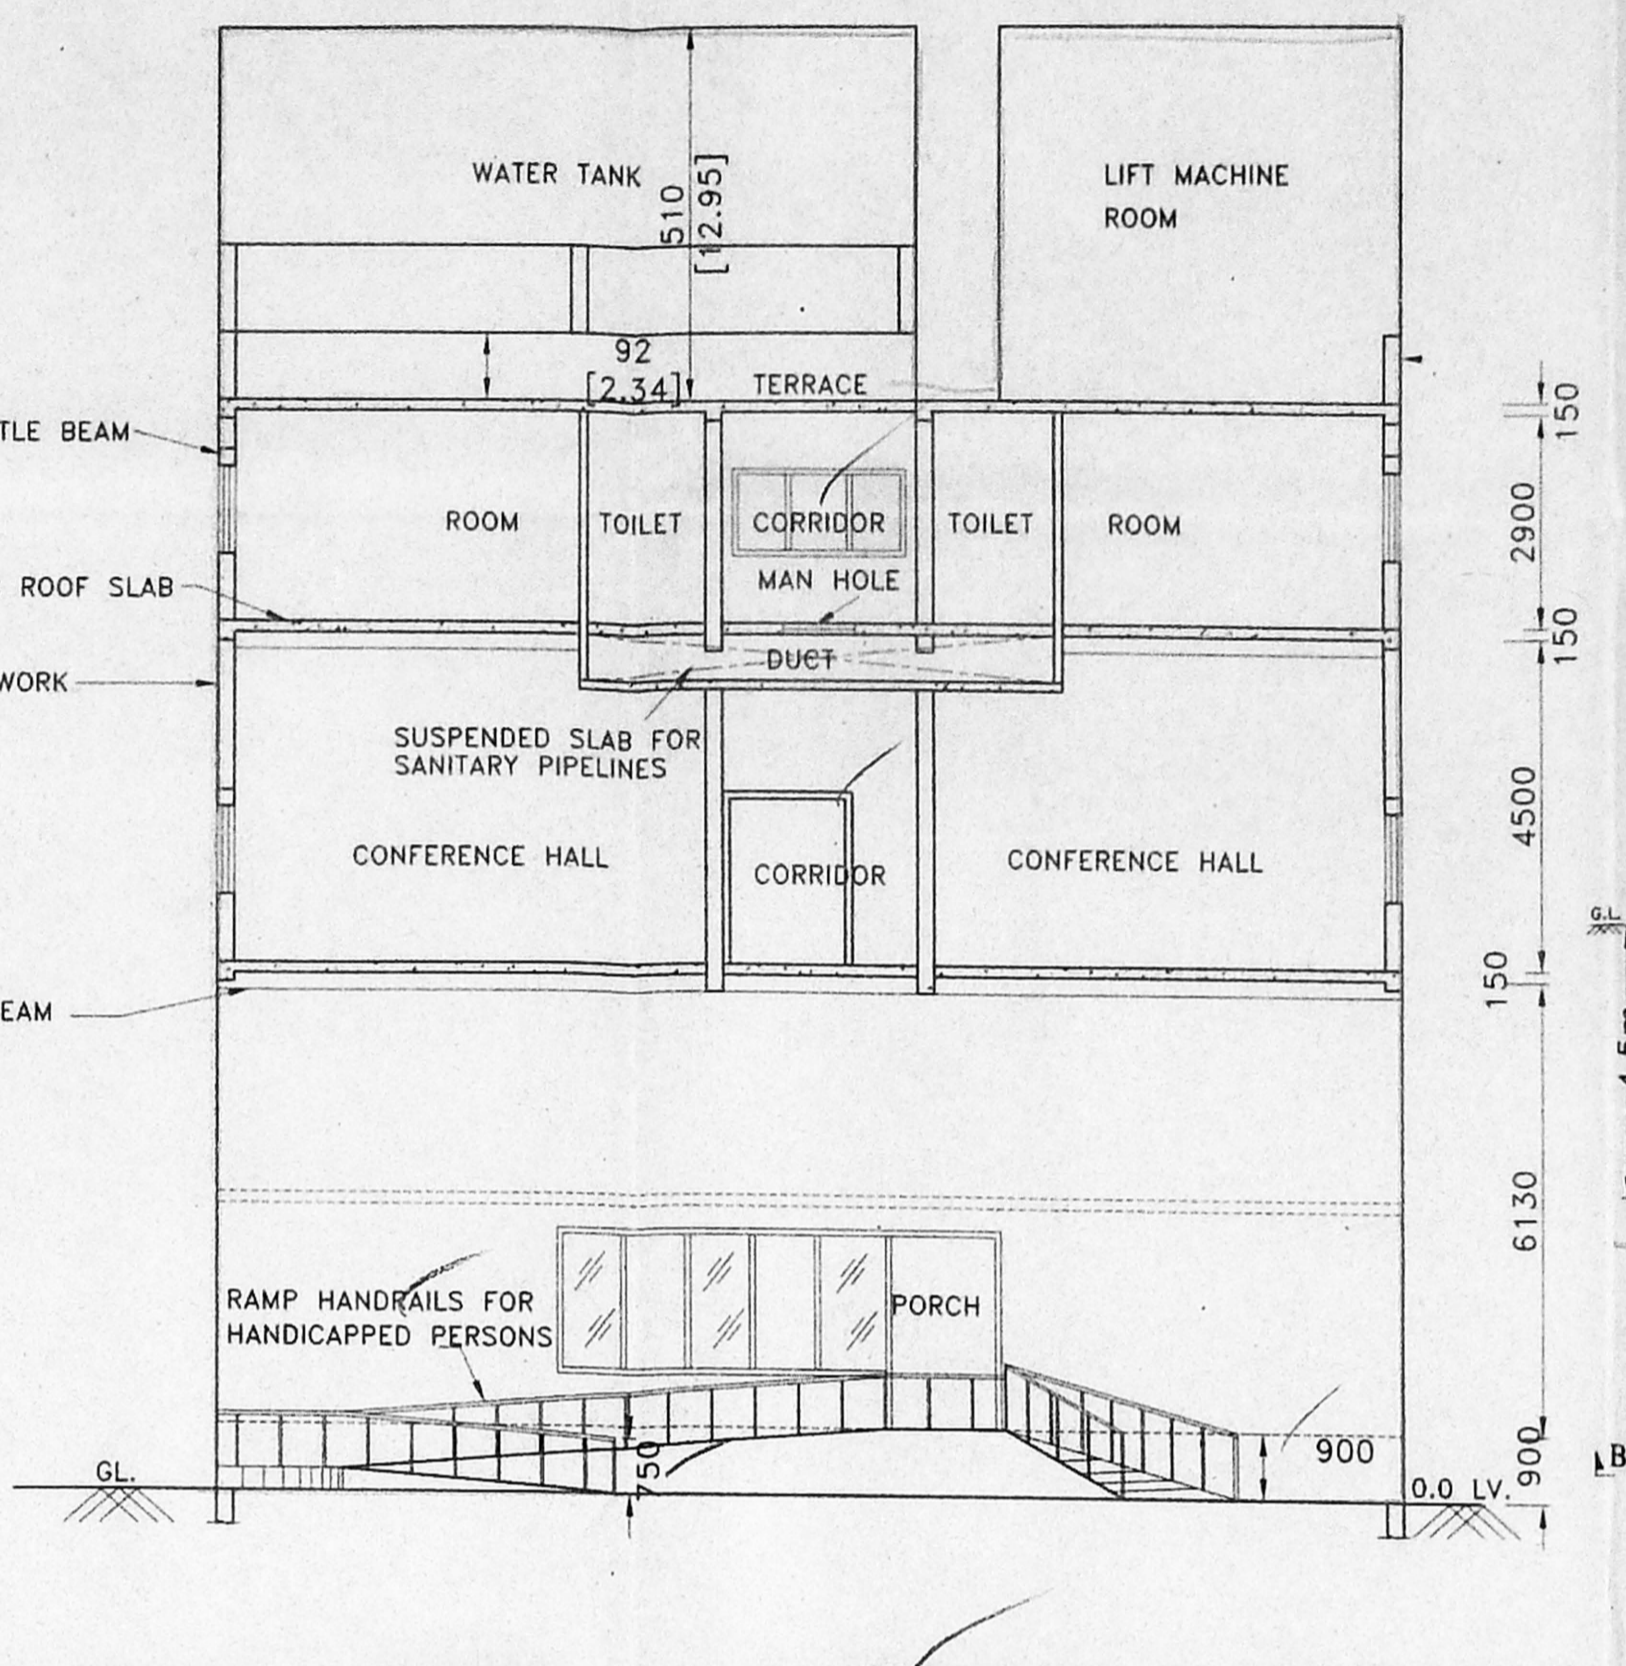 WATER TANK
510
[12.95]
LIFT MACHINE
ROOM
92
[2.34]
TERRACE
150
TLE BEAM
2900
ROOM
TOILET
CORRIDOR
TOILET
ROOM
MAN HOLE
ROOF SLAB
150
DUCT
WORK
SUSPENDED SLAB FOR
SANITARY PIPELINES
4500
CONFERENCE HALL
CORRIDOR
CONFERENCE HALL
G.L.
150
EAM
6130
RAMP HANDRAILS FOR
HANDICAPPED PERSONS
PORCH
750
900
900
B
GL.
0.0 LV.